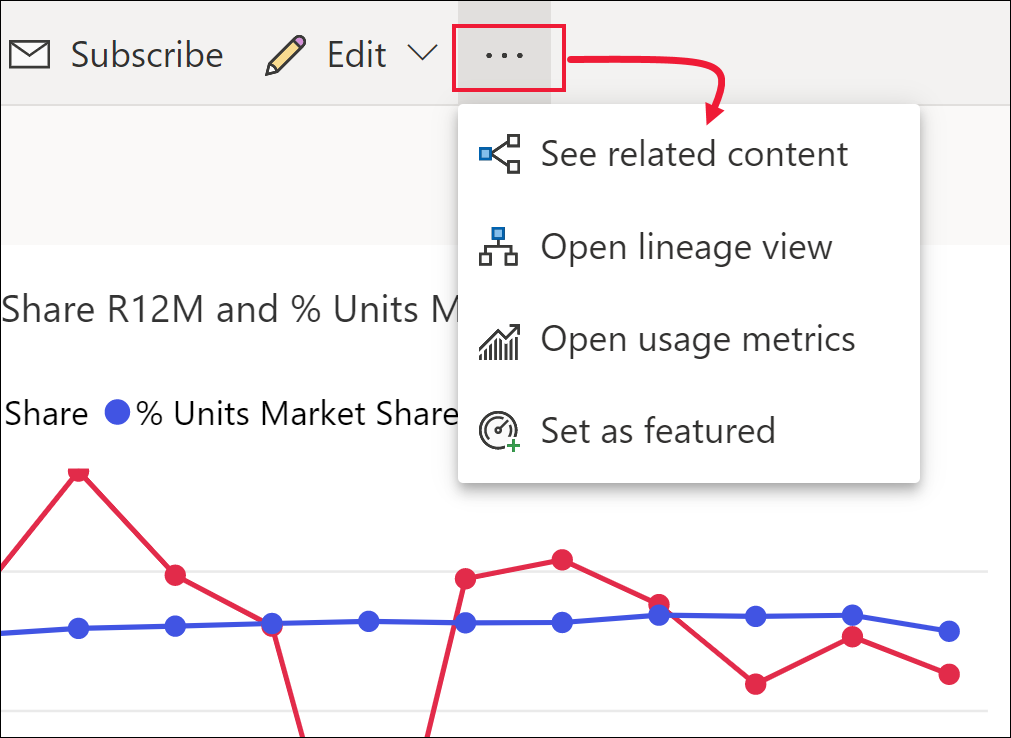 Subscribe Edit ...
See related content
Open lineage view
Share R12M and % Units M
Open usage metrics
Share % Units Market Share
Set as featured